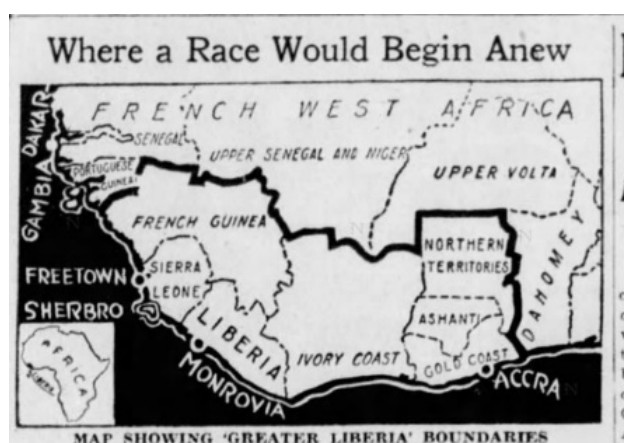 Where a Race Would Begin Anew
FRENCH WEST AFRICA
DAKAR
SENEGAL
UPPER SENEGAL AND NIGER
UPPER VOLTA
GAMBIA
PORTUGUESE
GUINEA
FRENCH GUINEA
NORTHERN
TERRITORIES
DAHOMEY
FREETOWN
SIERRA
LEONE
SHERBRO
ASHANTI
LIBERIA
IVORY COAST
GOLD COAST
ACCRA
MONROVIA
AFRICA
MAP SHOWING 'GREATER LIBERIA' BOUNDARIES